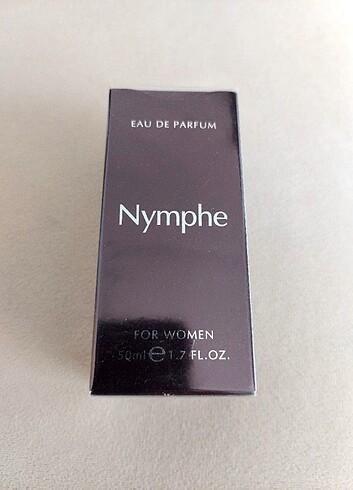 EAU DE PARFUM
Nymphe
FOR WOMEN
50ml e 1.7 FL.OZ.